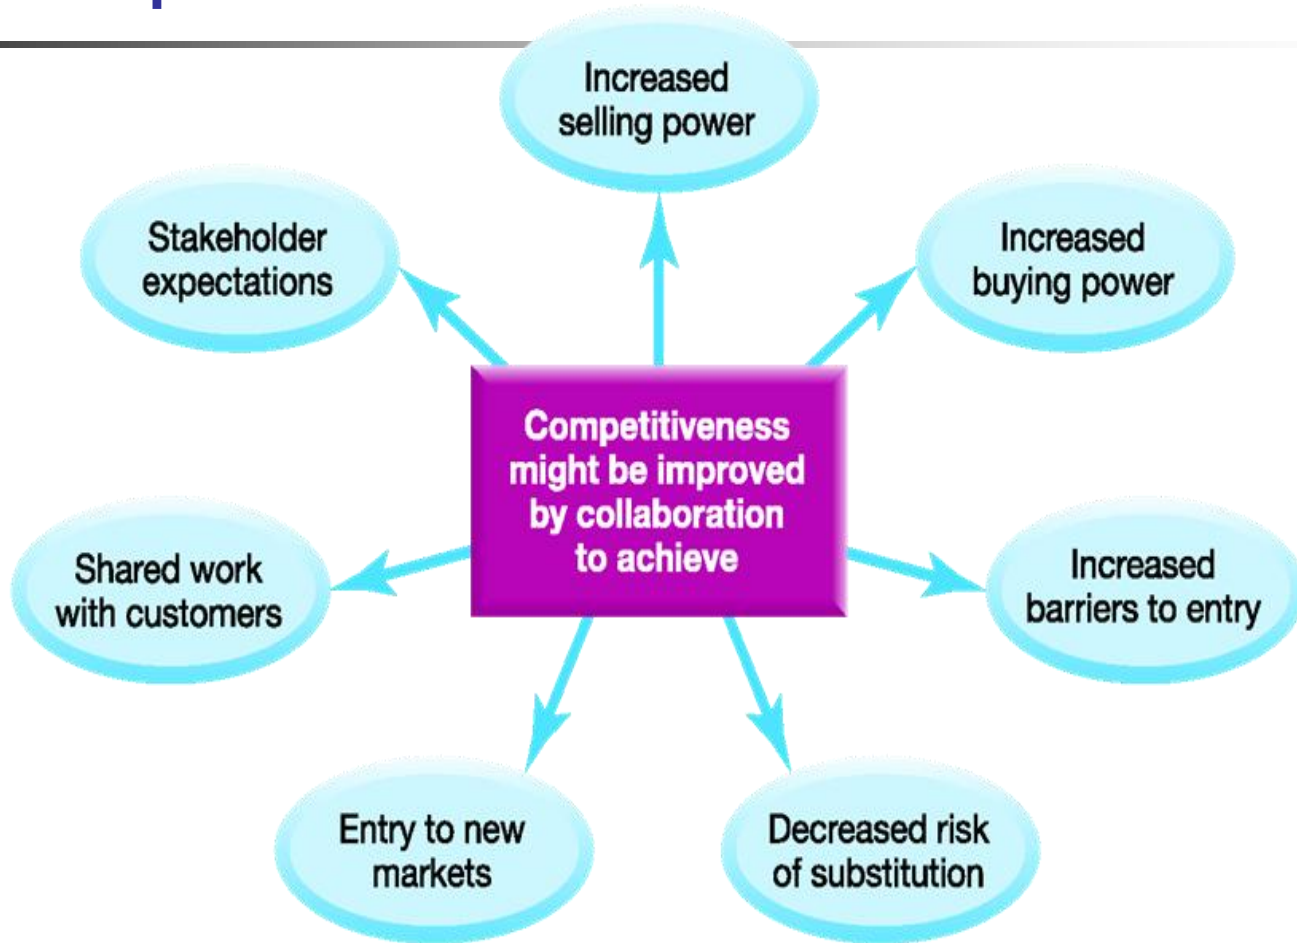 Increased
selling power
Stakeholder
expectations
Increased
buying power
Competitiveness
might be improved
by collaboration
to achieve
Shared work
with customers
Increased
barriers to entry
Entry to new
markets
Decreased risk
of substitution